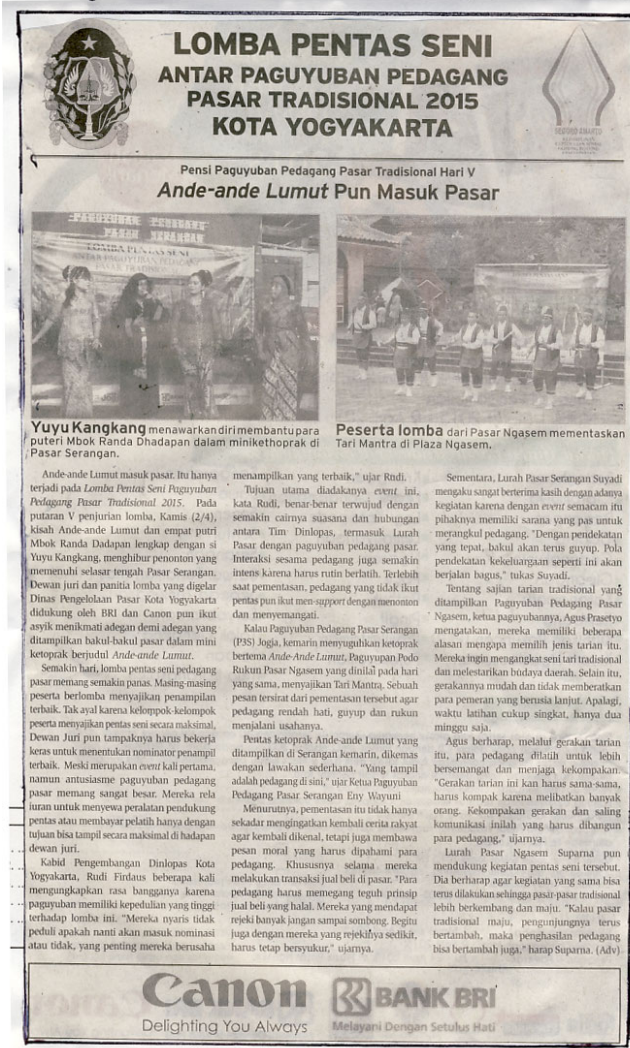 LOMBA PENTAS SENI
ANTAR PAGUYUBAN PEDAGANG
PASAR TRADISIONAL 2015
KOTA YOGYAKARTA
SEGORO AMARTO
Pensi Paguyuban Pedagang Pasar Tradisional Hari V
Ande-ande Lumut Pun Masuk Pasar
PAGUYUBAN PEDAGANG
PASAR SERANGAN
LOMBA PENTAS SENI
ANTAR PAGUYUBAN PEDAGANG
PASAR TRADISIONAL
Yuyu Kangkang menawarkan diri membantu para
puteri Mbok Randa Dhadapan dalam minikethoprak di
Pasar Serangan.
Peserta lomba dari Pasar Ngasem mementaskan
Tari Mantra di Plaza Ngasem.
Ande-ande Lumut masuk pasar. Itu hanya
terjadi pada Lomba Pentas Seni Paguyuban
Pedagang Pasar Tradisional 2015. Pada
putaran V penjurian lomba, Kamis (2/4),
kisah Ande-ande Lumut dan empat putri
Mbok Randa Dadapan lengkap dengan si
Yuyu Kangkang, menghibur penonton yang
memenuhi selasar tengah Pasar Serangan.
Dewan juri dan panitia lomba yang digelar
Dinas Pengelolaan Pasar Kota Yogyakarta
didukung oleh BRI dan Canon pun ikut
asyik menikmati adegan demi adegan yang
ditampilkan bakul-bakul pasar dalam mini
ketoprak berjudul Ande-ande Lumut.
Semakin hari, lomba pentas seni pedagang
pasar memang semakin panas. Masing-masing
peserta berlomba menyajikan penampilan
terbaik. Tak ayal karena kelompok-kelompok
peserta menyajikan pentas seni secara maksimal,
Dewan Juri pun tampaknya harus bekerja
keras untuk menentukan nominator penampil
terbaik. Meski merupakan event kali pertama,
namun antusiasme paguyuban pedagang
pasar memang sangat besar. Mereka rela
iuran untuk menyewa peralatan pendukung
pentas atau membayar pelatih hanya dengan
tujuan bisa tampil secara maksimal di hadapan
dewan juri.
Kabid Pengembangan Dinlopas Kota
Yogyakarta, Rudi Firdaus beberapa kali
mengungkapkan rasa bangganya karena
paguyuban memiliki kepedulian yang tinggi
terhadap lomba ini. "Mereka nyaris tidak
peduli apakah nanti akan masuk nominasi
atau tidak, yang penting mereka berusaha
menampilkan yang terbaik," ujar Rudi.
Tujuan utama diadakanya event ini,
kata Rudi, benar-benar terwujud dengan
semakin cairnya suasana dan hubungan
antara Tim Dinlopas, termasuk Lurah
Pasar dengan paguyuban pedagang pasar.
Interaksi sesama pedagang juga semakin
intens karena harus rutin berlatih. Terlebih
saat pementasan, pedagang yang tidak ikut
pentas pun ikut men-support dengan menonton
dan menyemangati.
Kalau Paguyuban Pedagang Pasar Serangan
(P3S) Jogja, kemarin menyuguhkan ketoprak
bertema Ande-Ande Lumut, Paguyupan Podo
Rukun Pasar Ngasem yang dinilai pada hari
yang sama, menyajikan Tari Mantra. Sebuah
pesan tersirat dari pementasan tersebut agar
pedagang rendah hati, guyup dan rukun
menjalani usahanya.
Pentas ketoprak Ande-ande Lumut yang
ditampilkan di Serangan kemarin, dikemas
dengan lawakan sederhana. "Yang tampil
adalah pedagang di sini," ujar Ketua Paguyuban
Pedagang Pasar Serangan Eny Wayuni
Menurutnya, pementasan itu tidak hanya
sekadar mengingatkan kembali cerita rakyat
agar kembali dikenal, tetapi juga membawa
pesan moral yang harus dipahami para
pedagang. Khususnya selama mereka
melakukan transaksi jual beli di pasar. "Para
pedagang harus memegang teguh prinsip
jual beli yang halal. Mereka yang mendapat
rejeki banyak jangan sampai sombong. Begitu
juga dengan mereka yang rejekinya sedikit,
harus tetap bersyukur," ujarnya.
Sementara, Lurah Pasar Serangan Suyadi
mengaku sangat berterima kasih dengan adanya
kegiatan karena dengan event semacam itu
pihaknya memiliki sarana yang pas untuk
merangkul pedagang. "Dengan pendekatan
yang tepat, bakul akan terus guyup. Pola
pendekatan kekeluargaan seperti ini akan
berjalan bagus," tukas Suyadi.
Tentang sajian tarian tradisional yang
ditampilkan Paguyuban Pedagang Pasar
Ngasem, ketua paguyubannya, Agus Prasetyo
mengatakan, mereka memiliki beberapa
alasan mengapa memilih jenis tarian itu.
Mereka ingin mengangkat seni tari tradisional
dan melestarikan budaya daerah. Selain itu,
gerakannya mudah dan tidak memberatkan
para pemeran yang berusia lanjut. Apalagi,
waktu latihan cukup singkat, hanya dua
minggu saja.
Agus berharap, melalui gerakan tarian
itu, para pedagang dilatih untuk lebih
bersemangat dan menjaga kekompakan.
"Gerakan tarian ini kan harus sama-sama,
harus kompak karena melibatkan banyak
orang. Kekompakan gerakan dan saling
komunikasi inilah yang harus dibangun
para pedagang," ujarnya.
Lurah Pasar Ngasem Suparna pun
mendukung kegiatan pentas seni tersebut.
Dia berharap agar kegiatan yang sama bisa
terus dilakukan sehingga pasar-pasar tradisional
lebih berkembang dan maju. "Kalau pasar
tradisional maju, pengunjungnya terus
bertambah, maka penghasilan pedagang
bisa bertambah juga," harap Suparna. (Adv)
Canon
Delighting You Always
BANK BRI
Melayani Dengan Setulus Hati